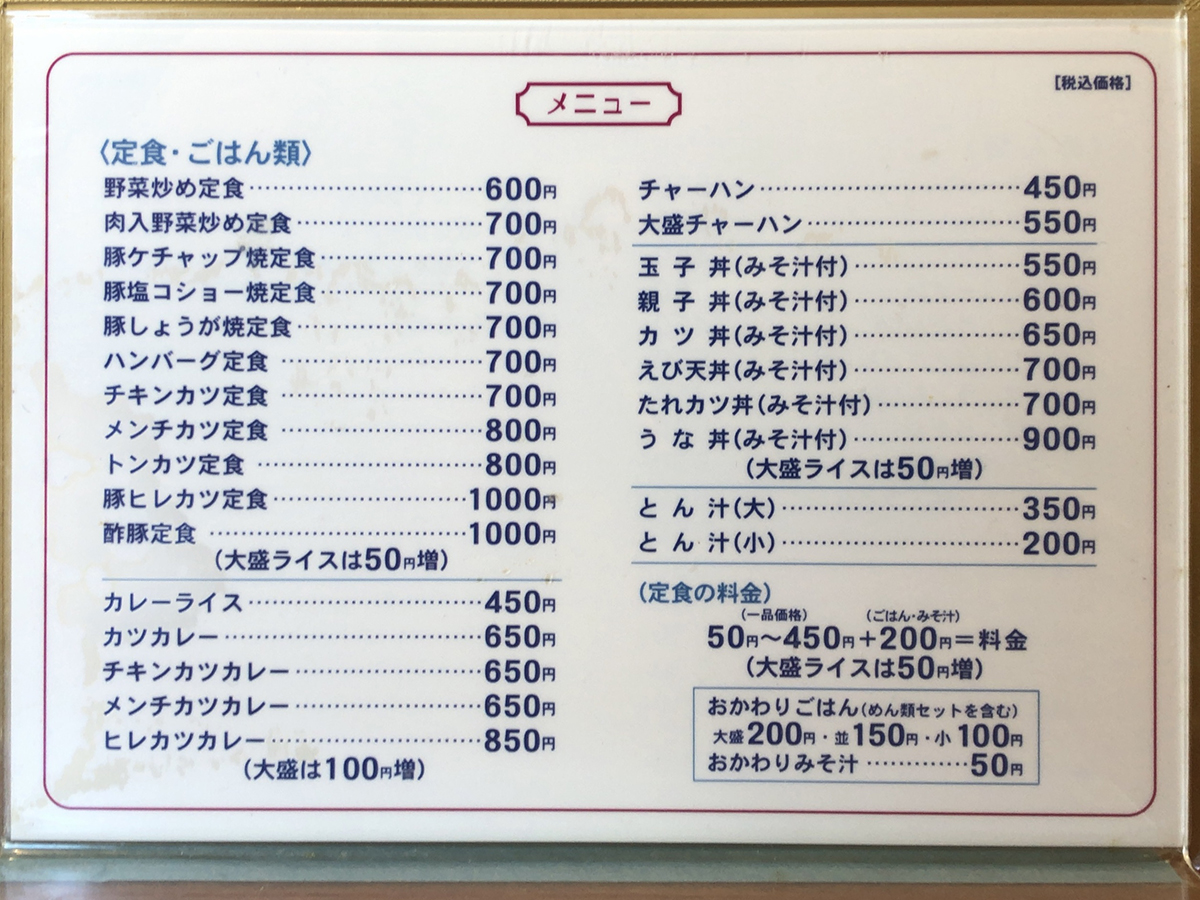 メニュー
[税込価格]
〈定食・ごはん類〉
野菜炒め定食……600円
肉入野菜炒め定食……700円
豚ケチャップ焼定食……700円
豚塩コショー焼定食……700円
豚しょうが焼定食……700円
ハンバーグ定食……700円
チキンカツ定食……700円
メンチカツ定食……800円
トンカツ定食……800円
豚ヒレカツ定食……1000円
酢豚定食……1000円
(大盛ライスは50円増)
カレーライス……450円
カツカレー……650円
チキンカツカレー……650円
メンチカツカレー……650円
ヒレカツカレー……850円
(大盛は100円増)
チャーハン……450円
大盛チャーハン……550円
玉子丼(みそ汁付)……550円
親子丼(みそ汁付)……600円
カツ丼(みそ汁付)……650円
えび天丼(みそ汁付)……700円
たれカツ丼(みそ汁付)……700円
うな丼(みそ汁付)……900円
(大盛ライスは50円増)
とん汁(大)……350円
とん汁(小)……200円
(定食の料金)
(一品価格) (ごはん・みそ汁)
50円〜450円+200円=料金
(大盛ライスは50円増)
おかわりごはん(めん類セットを含む)
大盛200円・並150円・小100円
おかわりみそ汁……50円